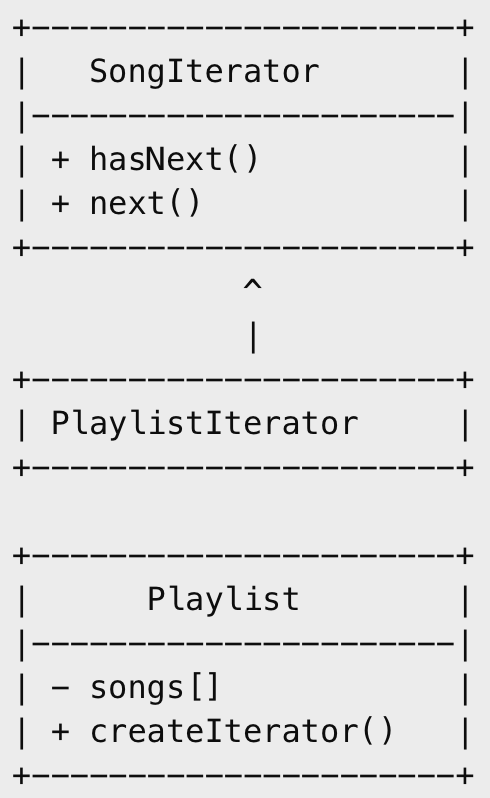 +----------------------+
|   SongIterator       |
|----------------------|
| + hasNext()          |
| + next()             |
+----------------------+
            ^
            |
+----------------------+
| PlaylistIterator     |
+----------------------+

+----------------------+
|      Playlist        |
|----------------------|
| - songs[]            |
| + createIterator()   |
+----------------------+